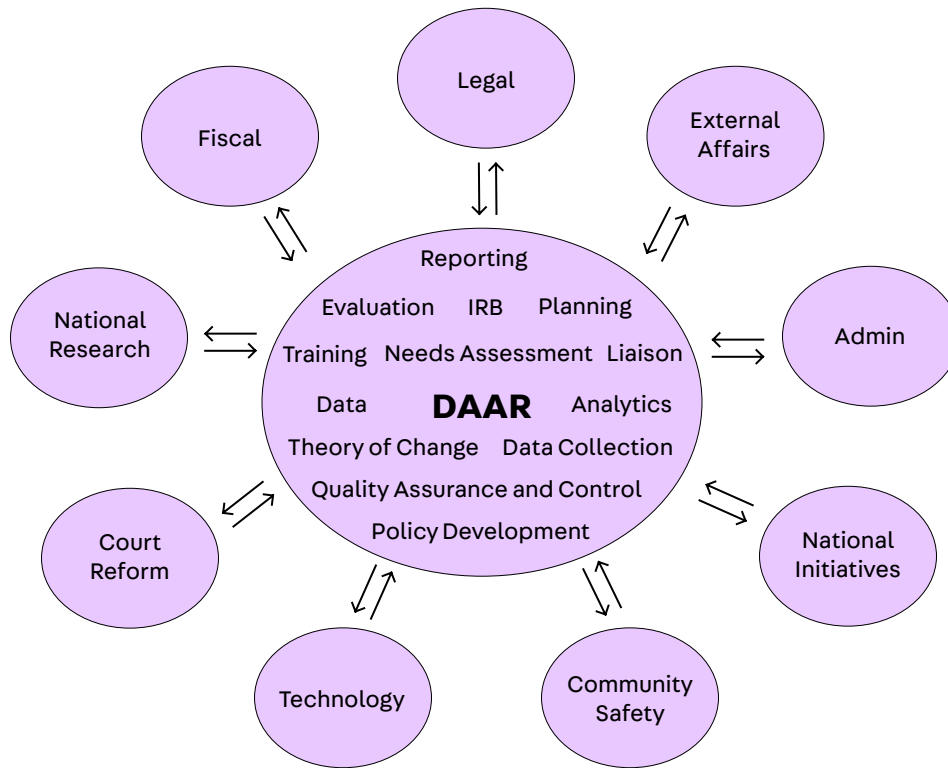 Legal
External
Affairs
Fiscal
Reporting
Evaluation IRB Planning
National
Research
Training Needs Assessment Liaison
Admin
Data DAAR Analytics
Theory of Change Data Collection
Quality Assurance and Control
Policy Development
Court
Reform
National
Initiatives
Technology
Community
Safety